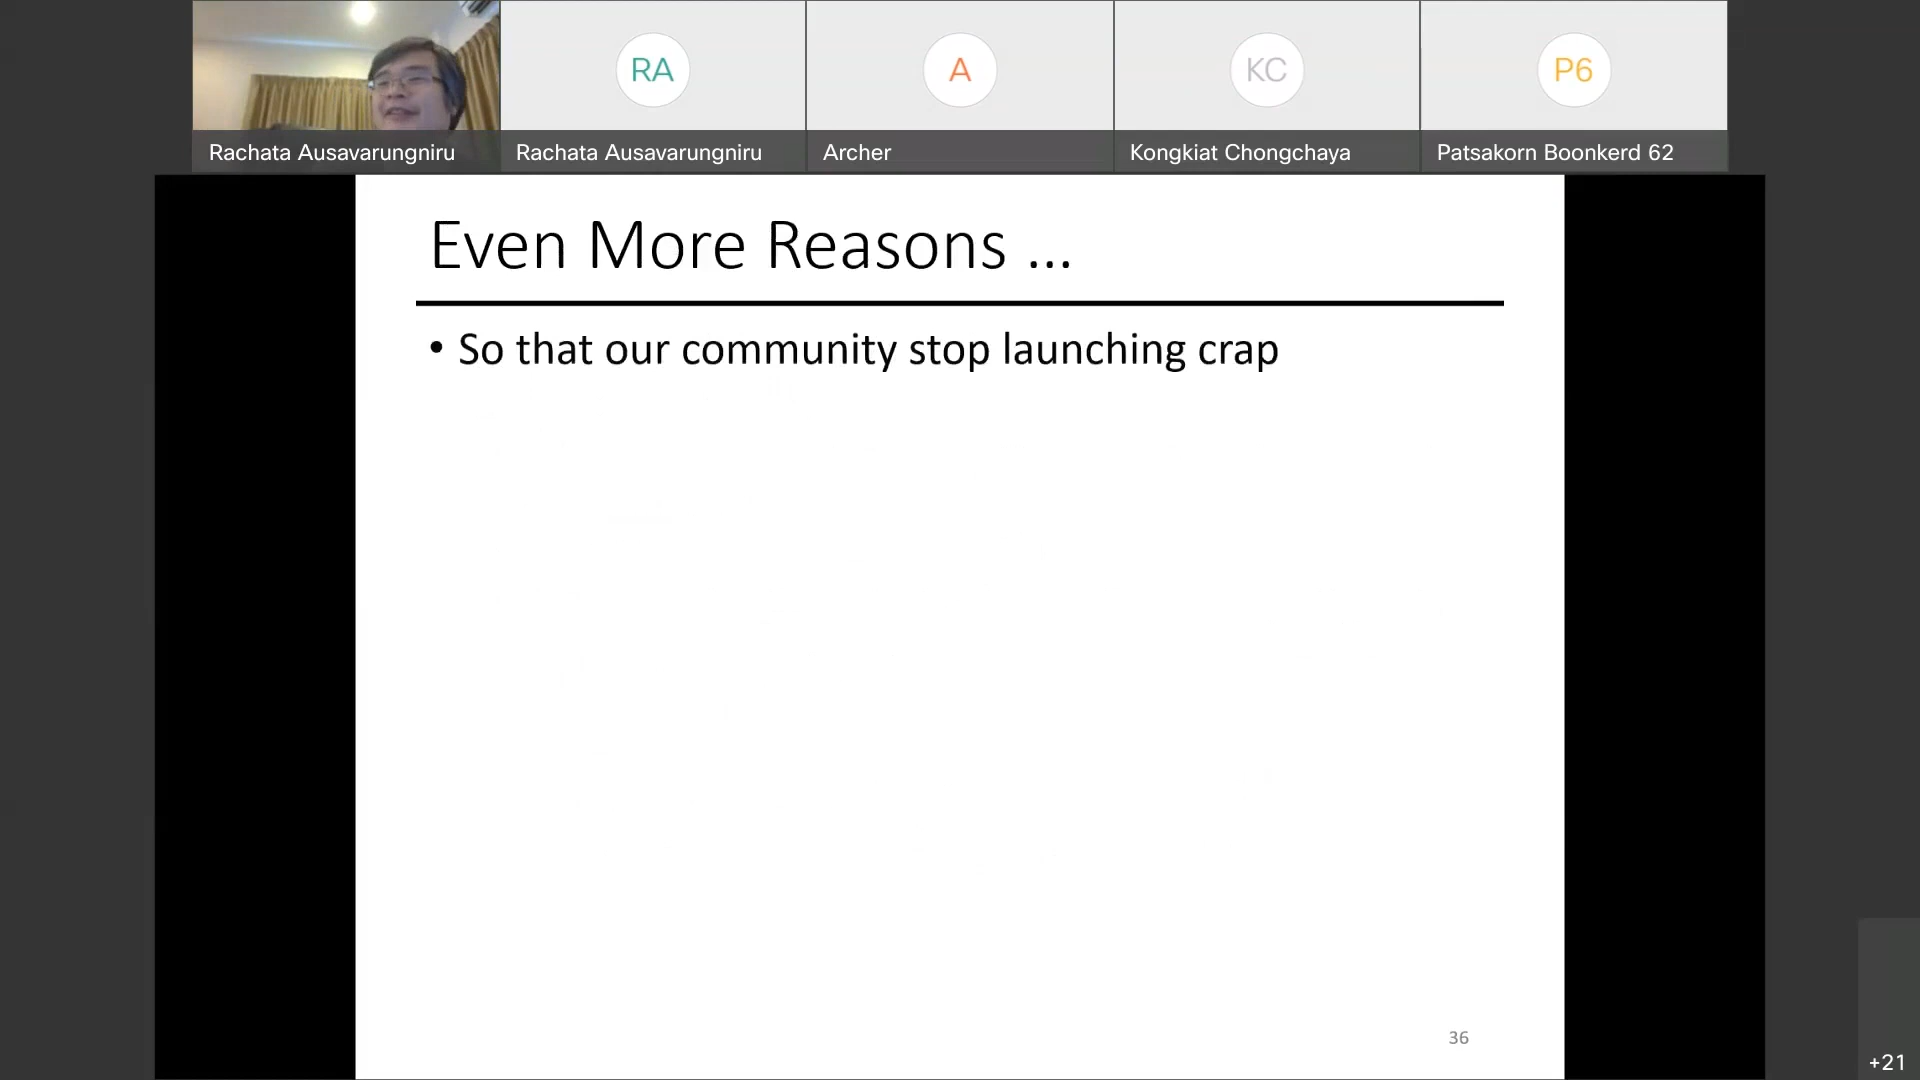 RA
A
KC
P6
Rachata Ausavarungniru
Rachata Ausavarungniru
Archer
Kongkiat Chongchaya
Patsakorn Boonkerd 62
Even More Reasons ...
• So that our community stop launching crap
36
+21